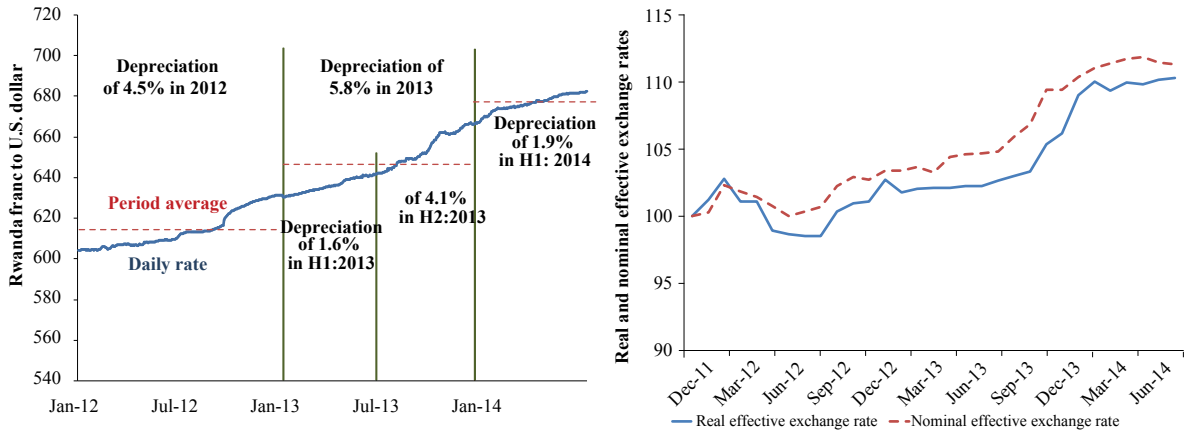 Rwanda franc to U.S. dollar
720
700
680
660
640
620
600
580
560
540
Depreciation
of 4.5% in 2012
Depreciation of
5.8% in 2013
Depreciation
of 1.9%
in H1: 2014
Period average
Daily rate
Depreciation
of 1.6%
in H1:2013
of 4.1%
in H2:2013
Jan-12
Jul-12
Jan-13
Jul-13
Jan-14
Real and nominal effective exchange rates
115
110
105
100
95
90
Dec-11
Mar-12
Jun-12
Sep-12
Dec-12
Mar-13
Jun-13
Sep-13
Dec-13
Mar-14
Jun-14
Real effective exchange rate
Nominal effective exchange rate